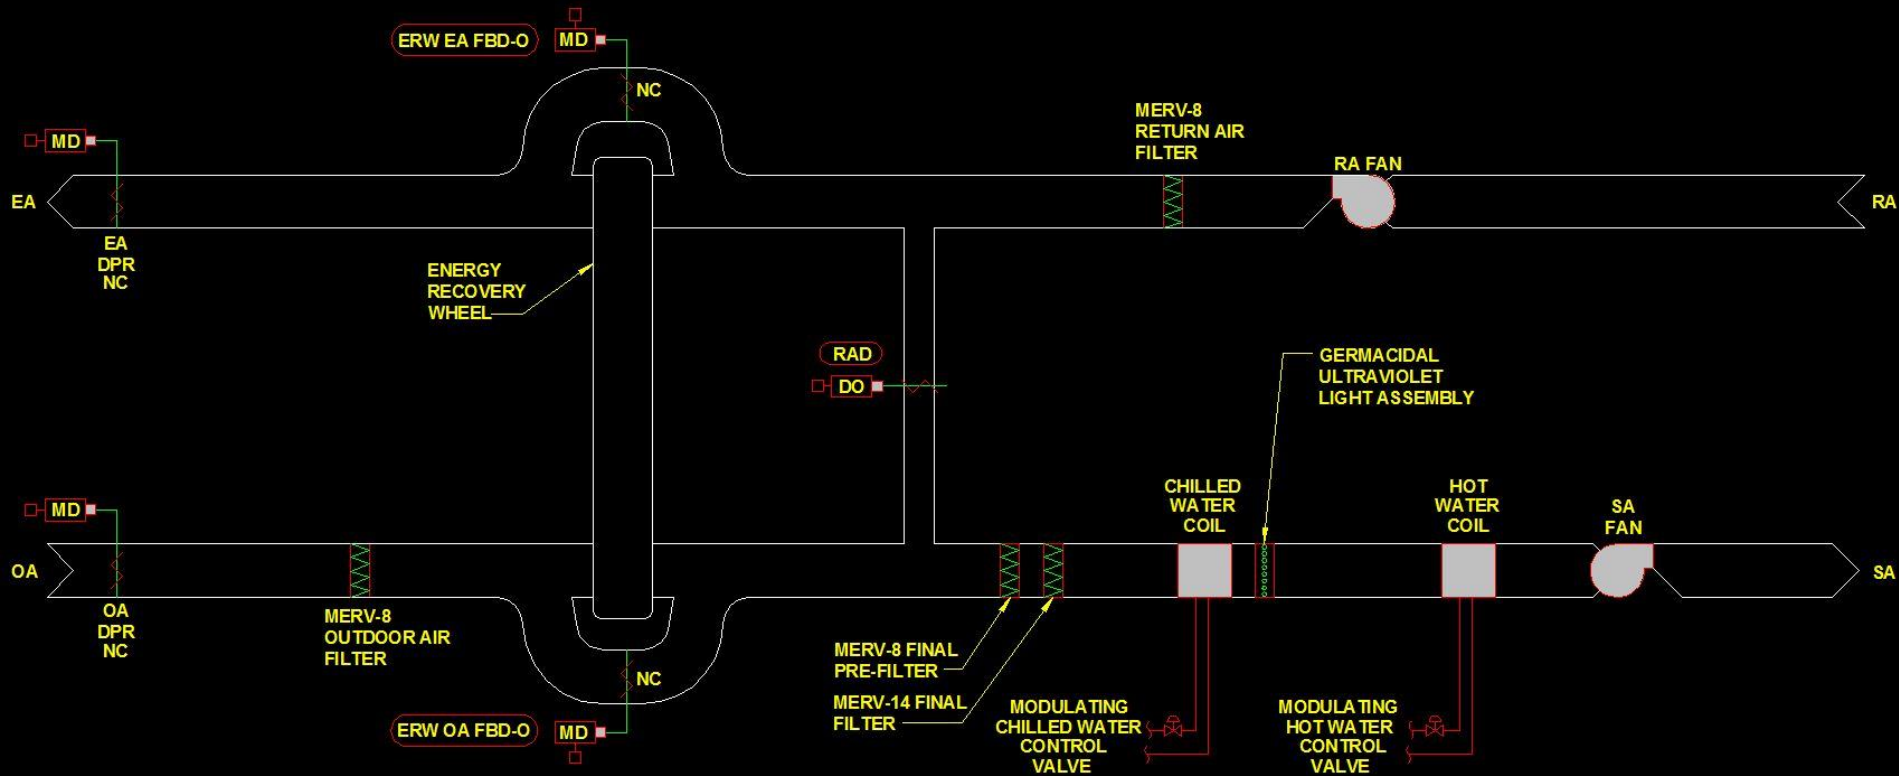 ERW EA FBD-O
MD
NC
MD
EA
EA
DPR
NC
MERV-8
RETURN AIR
FILTER
RA FAN
RA
ENERGY
RECOVERY
WHEEL
RAD
DO
GERMACIDAL
ULTRAVIOLET
LIGHT ASSEMBLY
MD
OA
OA
DPR
NC
MERV-8
OUTDOOR AIR
FILTER
CHILLED
WATER
COIL
HOT
WATER
COIL
SA
FAN
SA
NC
ERW OA FBD-O
MD
MERV-8 FINAL
PRE-FILTER
MERV-14 FINAL
FILTER
MODULATING
CHILLED WATER
CONTROL
VALVE
MODULATING
HOT WATER
CONTROL
VALVE